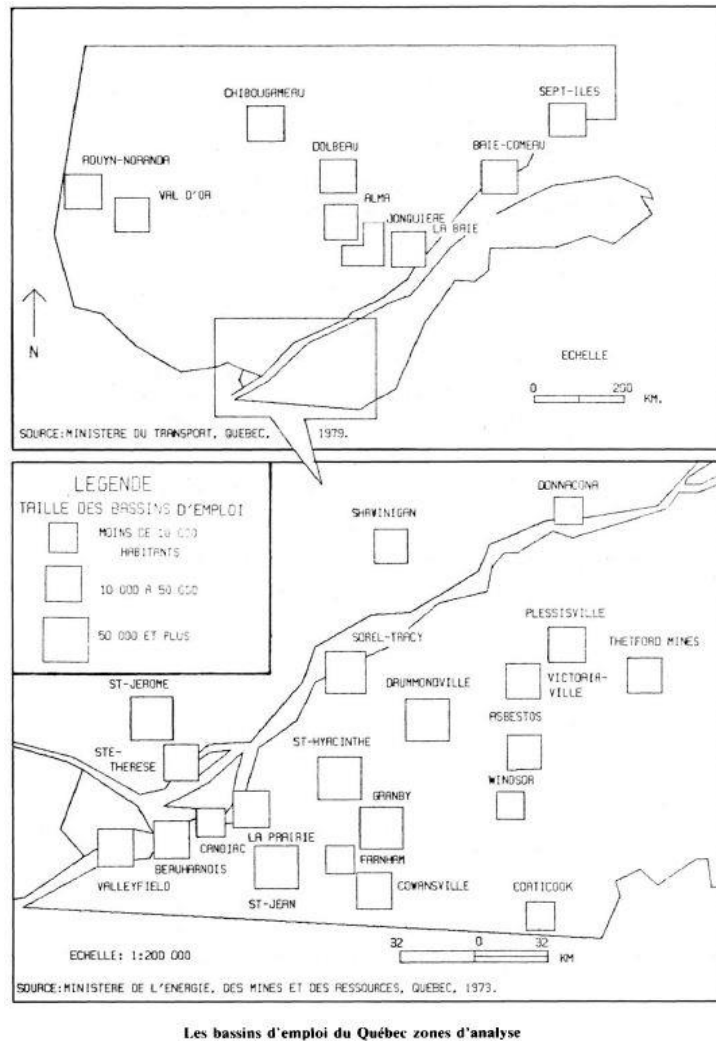 CHIBOUGAMEAU
SEPT-ILES
DOLBEAU
BAIE-COMEAU
ROUYN-NORANDA
VAL D'OR
ALMA
JONQUIERE
LA BAIE
N
ECHELLE
0 200
KM.
SOURCE:MINISTERE DU TRANSPORT, QUEBEC, 1979.
LEGENDE
TAILLE DES BASSINS D'EMPLOI
MOINS DE 10 000
HABITANTS
10 000 A 50 000
50 000 ET PLUS
DONNACONA
SHAWINIGAN
PLESSISVILLE
SOREL-TRACY
THETFORD MINES
ST-JEROME
DRUMMONDVILLE
VICTORIA-
VILLE
STE-
THERESE
ST-HYACINTHE
ASBESTOS
GRANBY
WINDSOR
LA PRAIRIE
CANDIAC
BEAUHARNOIS
FARNHAM
VALLEYFIELD
ST-JEAN
COWANSVILLE
COATICOOK
ECHELLE: 1:200 000
32 0 32
KM
SOURCE:MINISTERE DE L'ENERGIE, DES MINES ET DES RESSOURCES, QUEBEC, 1973.
Les bassins d'emploi du Québec zones d'analyse